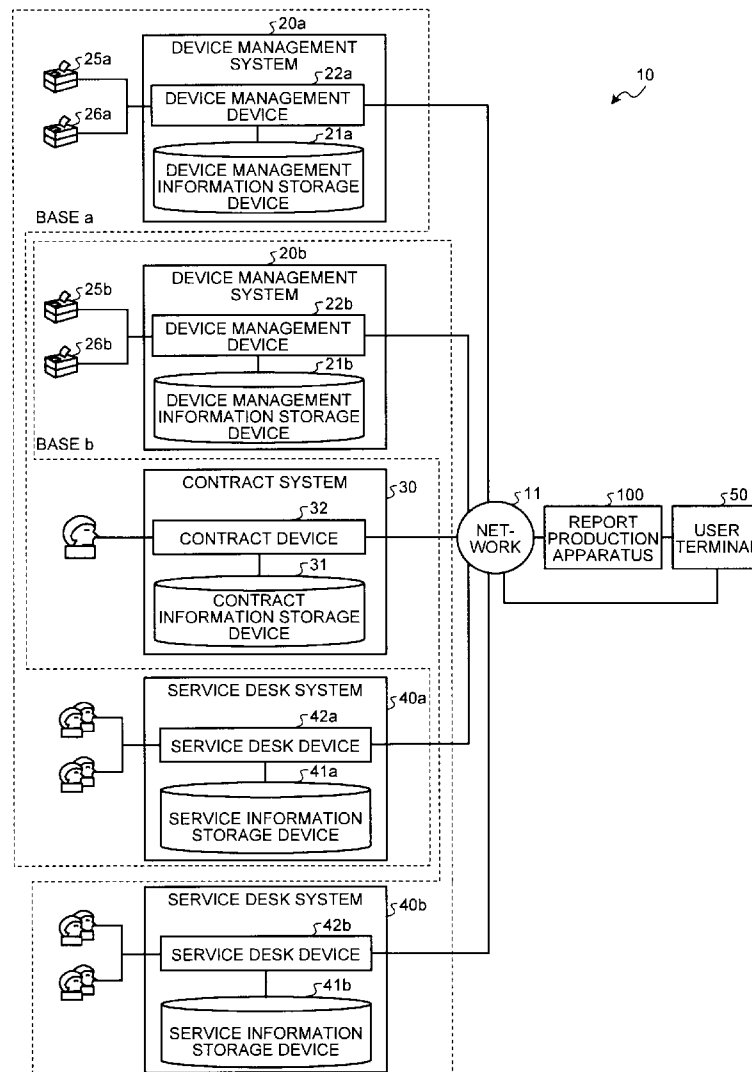 20a
DEVICE MANAGEMENT
SYSTEM
10
25a
22a
DEVICE MANAGEMENT
DEVICE
26a
21a
DEVICE MANAGEMENT
INFORMATION STORAGE
DEVICE
BASE a
20b
DEVICE MANAGEMENT
SYSTEM
25b
22b
DEVICE MANAGEMENT
DEVICE
26b
21b
DEVICE MANAGEMENT
INFORMATION STORAGE
DEVICE
BASE b
CONTRACT SYSTEM
30
32
CONTRACT DEVICE
31
CONTRACT
INFORMATION STORAGE
DEVICE
11
NET-
WORK
100
REPORT
PRODUCTION
APPARATUS
50
USER
TERMINAL
SERVICE DESK SYSTEM
40a
42a
SERVICE DESK DEVICE
41a
SERVICE INFORMATION
STORAGE DEVICE
SERVICE DESK SYSTEM
40b
42b
SERVICE DESK DEVICE
41b
SERVICE INFORMATION
STORAGE DEVICE